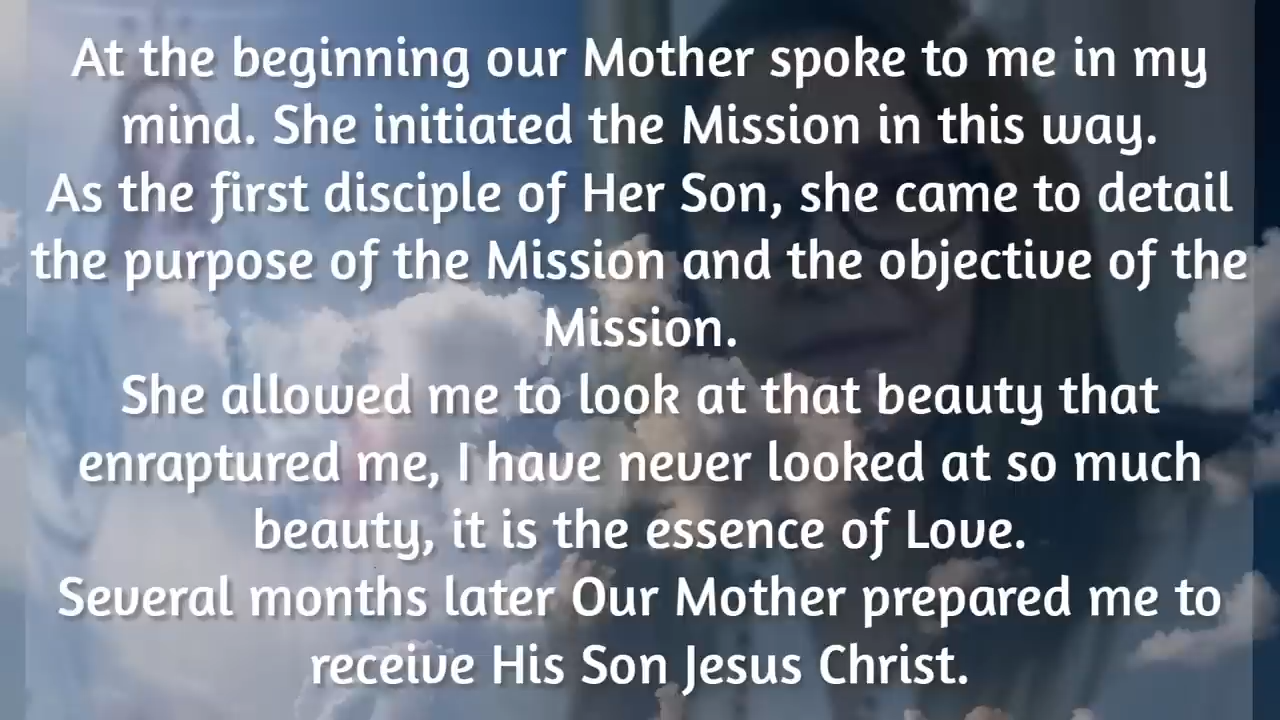 At the beginning our Mother spoke to me in my
mind. She initiated the Mission in this way.
As the first disciple of Her Son, she came to detail
the purpose of the Mission and the objective of the
Mission.
She allowed me to look at that beauty that
enraptured me, I have never looked at so much
beauty, it is the essence of Love.
Several months later Our Mother prepared me to
receive His Son Jesus Christ.